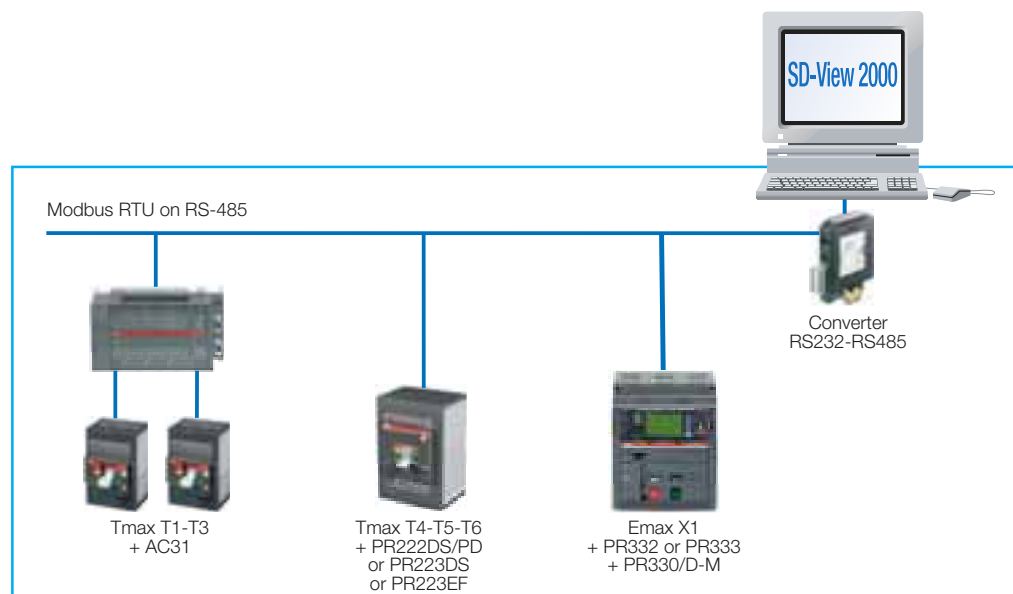 SD-View 2000
Modbus RTU on RS-485
Converter
RS232-RS485
Tmax T1-T3
+ AC31
Tmax T4-T5-T6
+ PR222DS/PD
or PR223DS
or PR223EF
Emax X1
+ PR332 or PR333
+ PR330/D-M